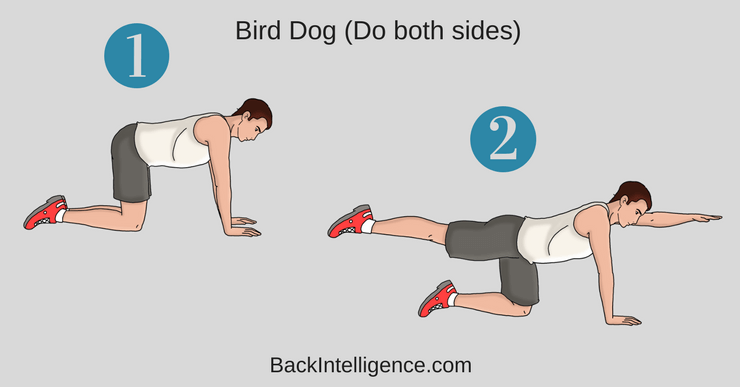 Bird Dog (Do both sides)
1
2
BackIntelligence.com